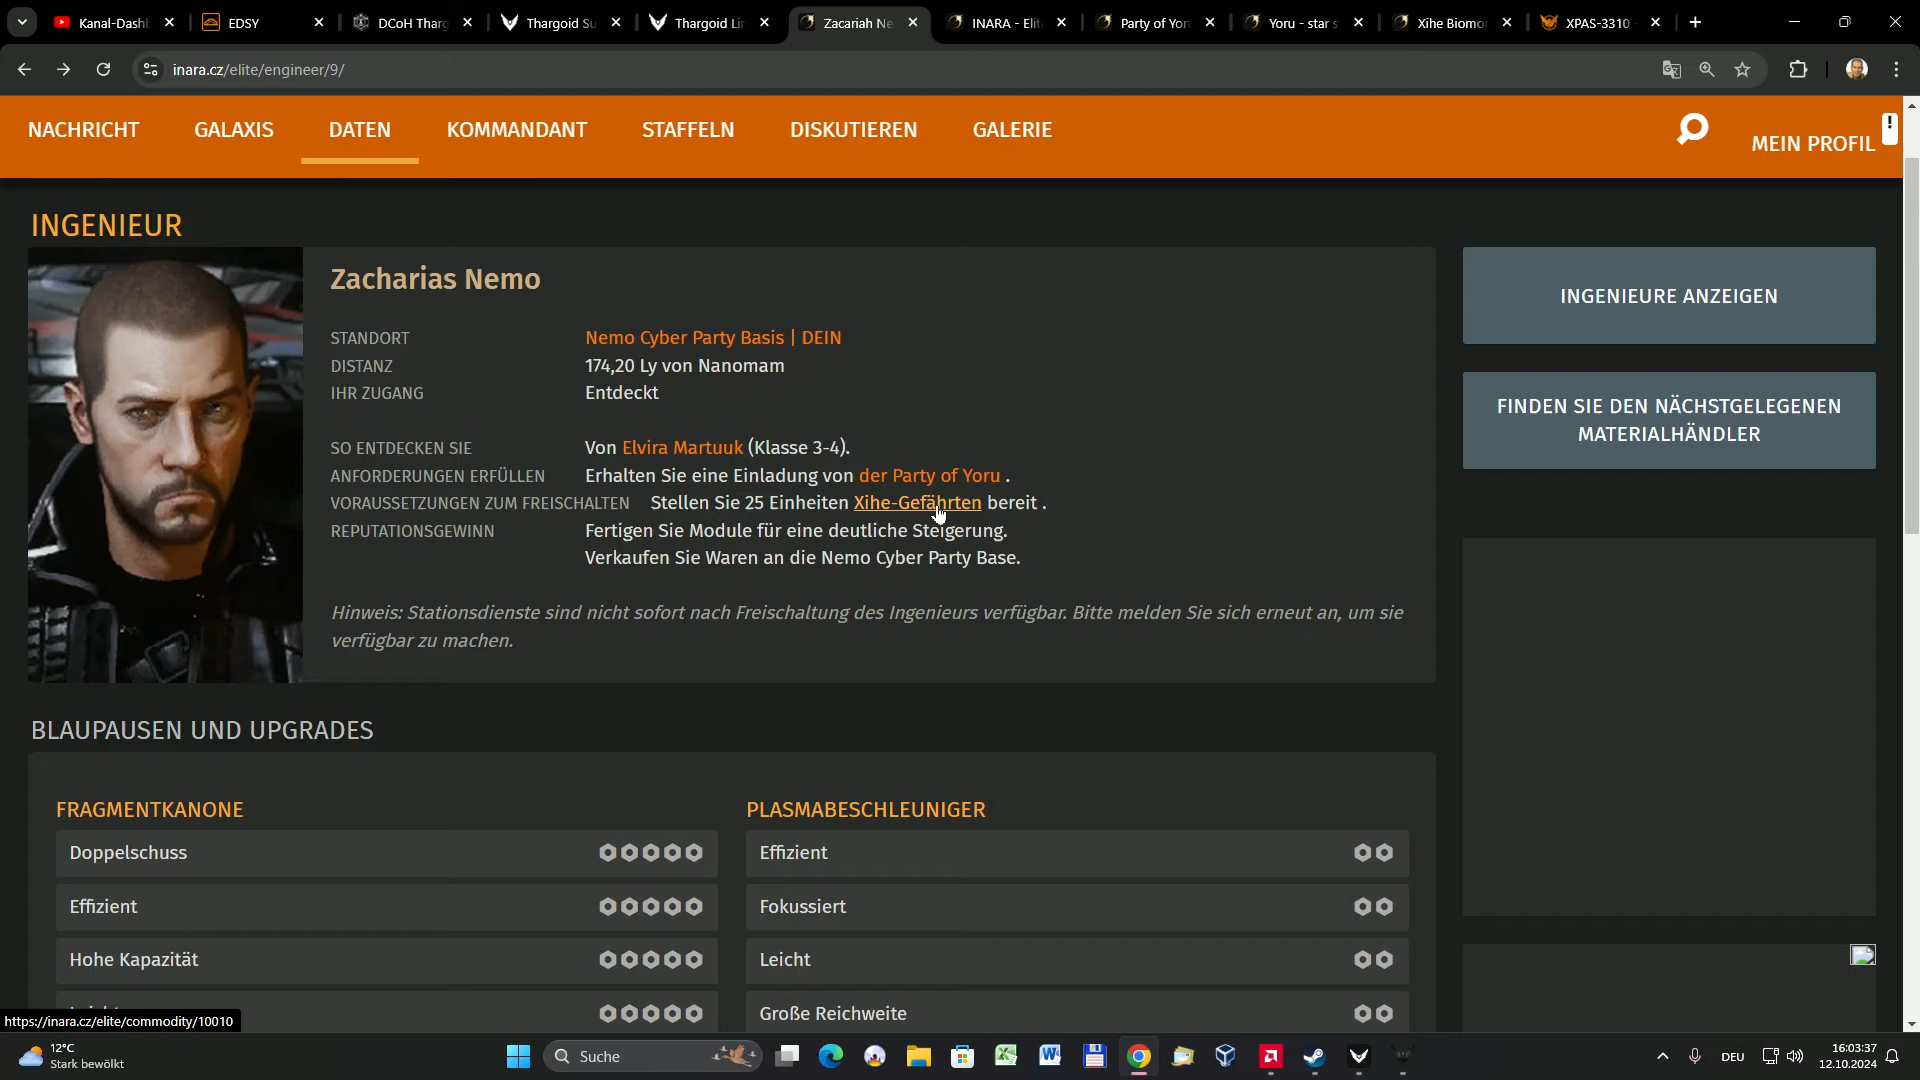 Kanal-Dashb
EDSY
DCoH Tharg
Thargoid Su
Thargoid Lin
Zacariah Ne
INARA - Elit
Party of Yoru
Yoru - star s
Xihe Biomor
XPAS-3310
inara.cz/elite/engineer/9/
NACHRICHT GALAXIS DATEN KOMMANDANT STAFFELN DISKUTIEREN GALERIE MEIN PROFIL !
INGENIEUR
Zacharias Nemo
STANDORT Nemo Cyber Party Basis | DEIN
DISTANZ 174,20 Ly von Nanomam
IHR ZUGANG Entdeckt
SO ENTDECKEN SIE Von Elvira Martuuk (Klasse 3-4).
ANFORDERUNGEN ERFÜLLEN Erhalten Sie eine Einladung von der Party of Yoru .
VORAUSSETZUNGEN ZUM FREISCHALTEN Stellen Sie 25 Einheiten Xihe-Gefährten bereit .
REPUTATIONSGEWINN Fertigen Sie Module für eine deutliche Steigerung.
Verkaufen Sie Waren an die Nemo Cyber Party Base.
Hinweis: Stationsdienste sind nicht sofort nach Freischaltung des Ingenieurs verfügbar. Bitte melden Sie sich erneut an, um sie
verfügbar zu machen.
INGENIEURE ANZEIGEN
FINDEN SIE DEN NÄCHSTGELEGENEN
MATERIALHÄNDLER
BLAUPAUSEN UND UPGRADES
FRAGMENTKANONE
Doppelschuss
Effizient
Hohe Kapazität
PLASMABESCHLEUNIGER
Effizient
Fokussiert
Leicht
Große Reichweite
https://inara.cz/elite/commodity/10010
12°C
Stark bewölkt
Suche
DEU
16:03:37
12.10.2024